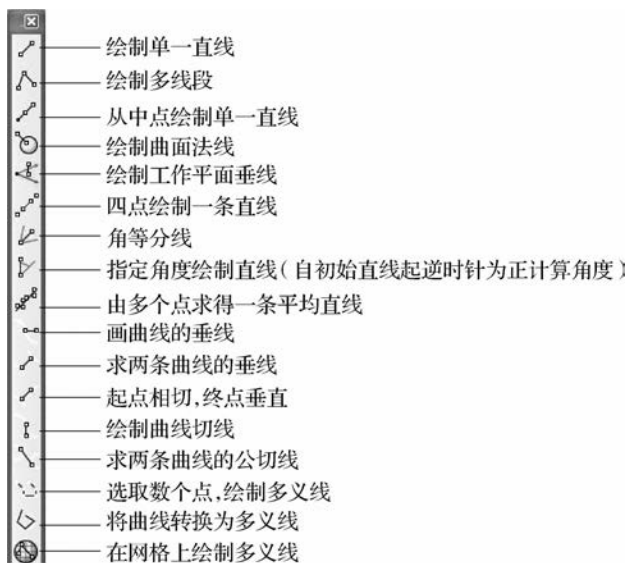 绘制单一直线
绘制多线段
从中点绘制单一直线
绘制曲面法线
绘制工作平面垂线
四点绘制一条直线
角等分线
指定角度绘制直线(自初始直线起逆时针为正计算角度)
由多个点求得一条平均直线
画曲线的垂线
求两条曲线的垂线
起点相切,终点垂直
绘制曲线切线
求两条曲线的公切线
选取数个点,绘制多义线
将曲线转换为多义线
在网格上绘制多义线